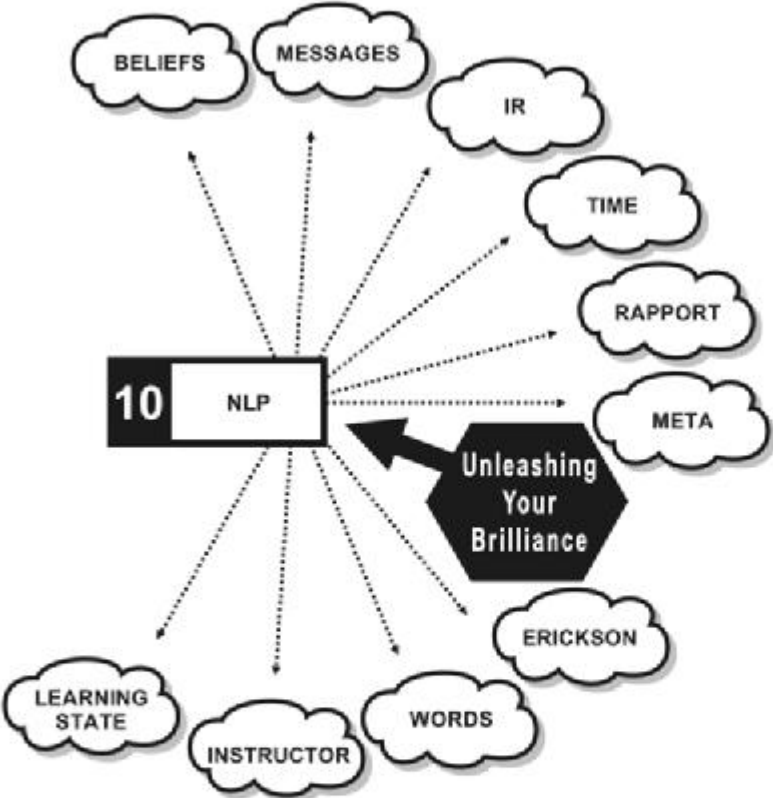 BELIEFS
MESSAGES
IR
TIME
RAPPORT
META
10 NLP
Unleashing
Your
Brilliance
ERICKSON
WORDS
INSTRUCTOR
LEARNING
STATE